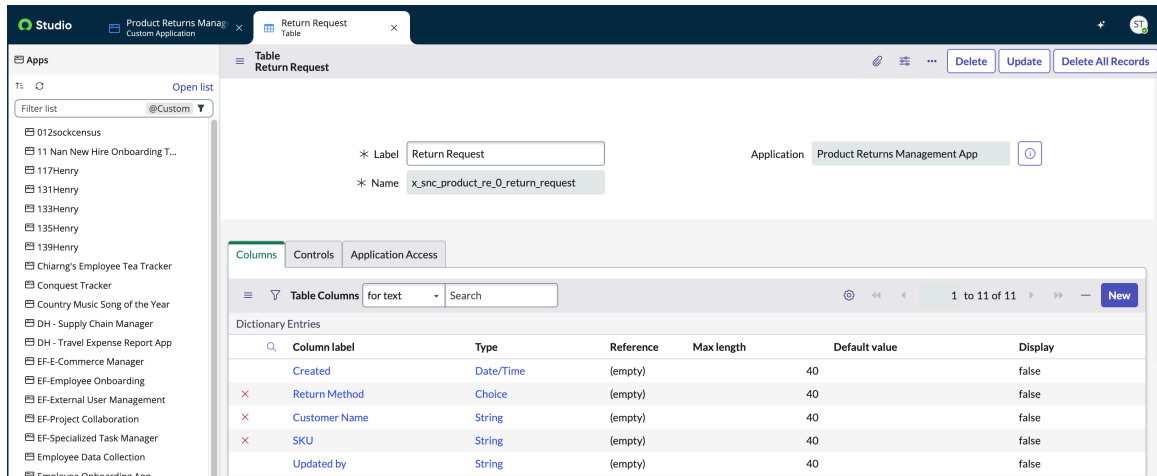 Studio
Product Returns Manag
Custom Application
Return Request
Table
ST
Apps
Table
Return Request
Delete
Update
Delete All Records
Open list
Filter list
@Custom
012sockcensus
11 Nan New Hire Onboarding T...
117Henry
131Henry
133Henry
135Henry
139Henry
Chiarng's Employee Tea Tracker
Conquest Tracker
Country Music Song of the Year
DH - Supply Chain Manager
DH - Travel Expense Report App
EF-E-Commerce Manager
EF-Employee Onboarding
EF-External User Management
EF-Project Collaboration
EF-Specialized Task Manager
Employee Data Collection
Employee Onboarding App
Label Return Request
Application Product Returns Management App
Name x_snc_product_re_0_return_request
Columns Controls Application Access
Table Columns for text Search 1 to 11 of 11 New
Dictionary Entries
Column label Type Reference Max length Default value Display
Created Date/Time (empty) 40 false
Return Method Choice (empty) 40 false
Customer Name String (empty) 40 false
SKU String (empty) 40 false
Updated by String (empty) 40 false